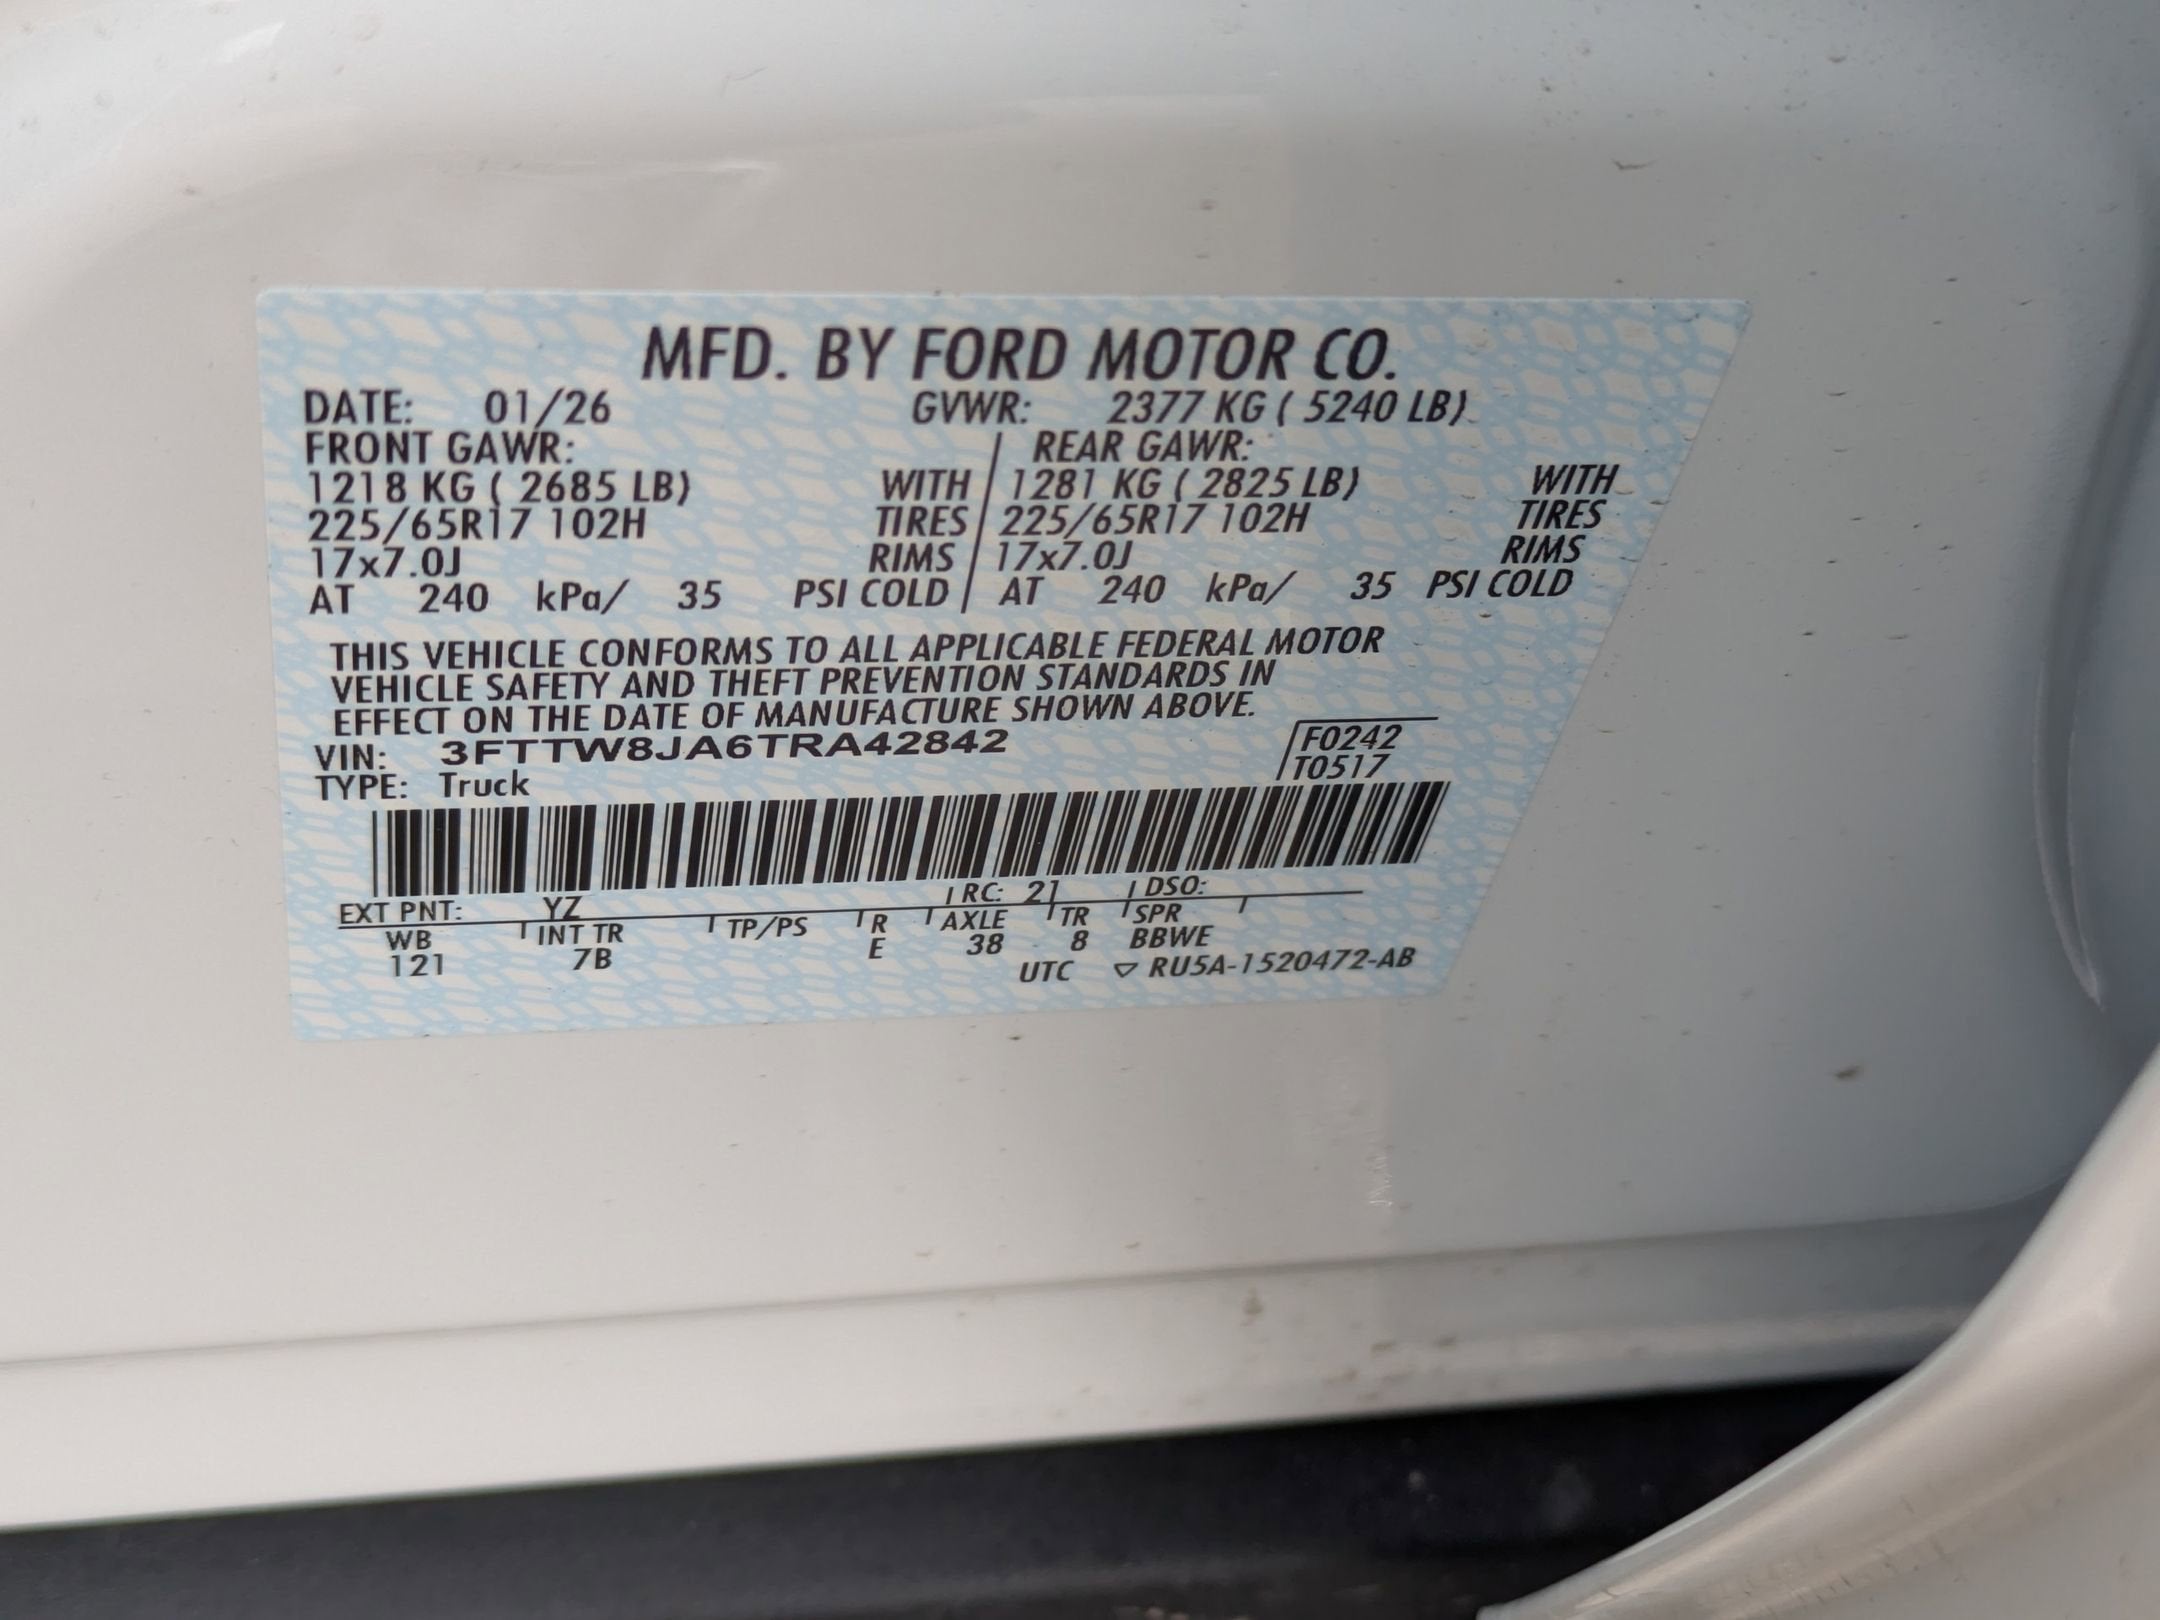 MFD. BY FORD MOTOR CO.
DATE: 01/26 GVWR: 2377 KG ( 5240 LB)
FRONT GAWR: REAR GAWR:
1218 KG ( 2685 LB) WITH 1281 KG ( 2825 LB) WITH
225/65R17 102H TIRES 225/65R17 102H TIRES
17x7.0J RIMS 17x7.0J RIMS
AT 240 kPa/ 35 PSI COLD AT 240 kPa/ 35 PSI COLD
THIS VEHICLE CONFORMS TO ALL APPLICABLE FEDERAL MOTOR
VEHICLE SAFETY AND THEFT PREVENTION STANDARDS IN
EFFECT ON THE DATE OF MANUFACTURE SHOWN ABOVE.
VIN: 3FTTW8JA6TRA42842 F0242
TYPE: Truck T0517
EXT PNT: YZ RC: 21 DSO:
WB INT TR TP/PS R AXLE TR SPR
121 7B E 38 8 BBWE
UTC ▽ RU5A-1520472-AB